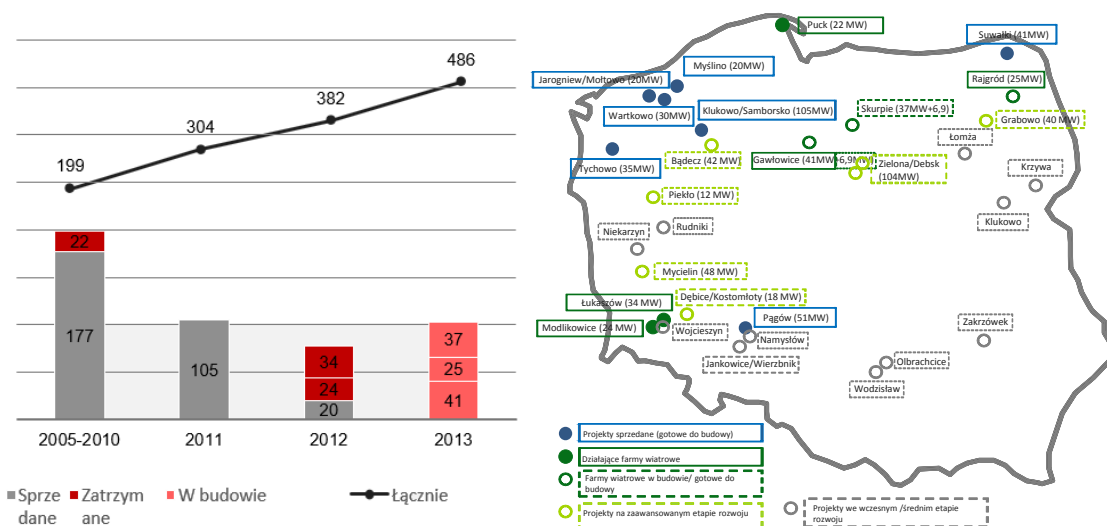 486
382
304
199
22
177
105
34
24
20
37
25
41
2005-2010
2011
2012
2013
Sprze
dane
Zatrzym
ane
W budowie
Łącznie
Puck (22 MW)
Suwałki (41MW)
Myślino (20MW)
Jarogniew/Mołtowo (20MW)
Rajgród (25MW)
Wartkowo (30MW)
Klukowo/Samborsko (105MW)
Skurpie (37MW+6,9)
Grabowo (40 MW)
Łomża
Tychowo (35MW)
Bądecz (42 MW)
Gawłowice (41MW+6,9MW)
Zielona/Debsk
(104MW)
Krzywa
Piekło (12 MW)
Klukowo
Rudniki
Niekarzyn
Mycielin (48 MW)
Dębice/Kostomłoty (18 MW)
Łukaszów (34 MW)
Modlikowice (24 MW)
Wojcieszyn
Pągów (51MW)
Namysłów
Jankowice/Wierzbnik
Zakrzówek
Olbrachcice
Wodzisław
Projekty sprzedane (gotowe do budowy)
Działające farmy wiatrowe
Farmy wiatrowe w budowie/ gotowe do
budowy
Projekty na zaawansowanym etapie rozwoju
Projekty we wczesnym /średnim etapie
rozwoju